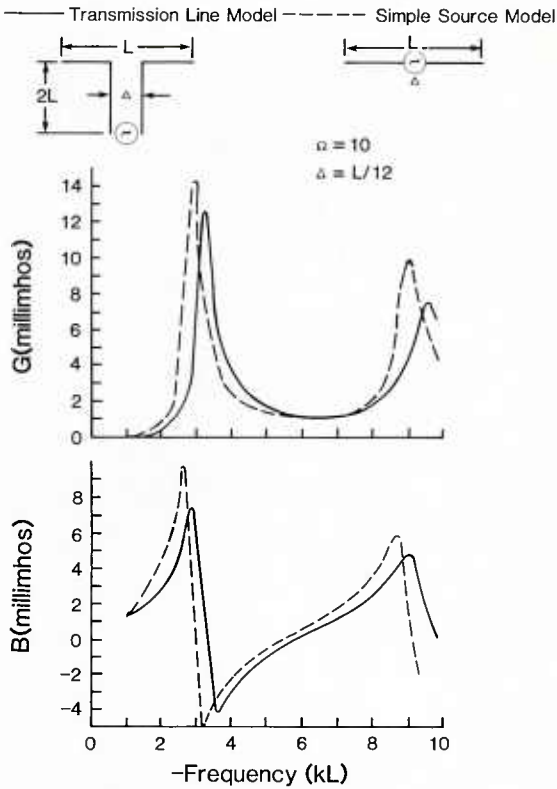 Transmission Line Model
Simple Source Model
L
L
2L
Δ
~
~
Δ
Ω = 10
Δ = L/12
14
12
10
8
6
4
2
0
G(millimhos)
8
6
4
2
0
-2
-4
B(millimhos)
0 2 4 6 8 10
-Frequency (kL)